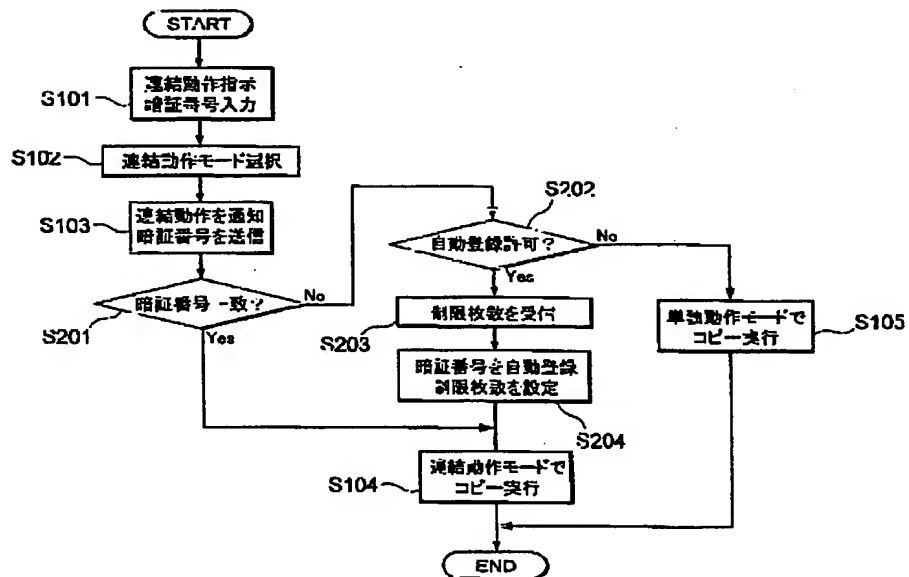 START
連結動作指示
暗証番号入力
S101
連結動作モード選択
S102
連結動作を通知
暗証番号を送信
S103
暗証番号一致?
No
Yes
S201
S202
自動登録許可?
No
Yes
制限枚数を受付
S203
暗証番号を自動登録
制限枚数を設定
S204
単独動作モードで
コピー実行
S105
連結動作モードで
コピー実行
S104
END